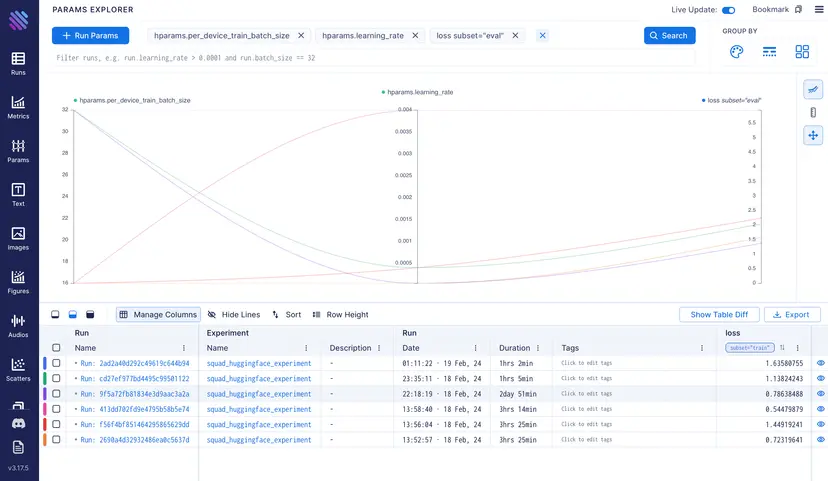 PARAMS EXPLORER
Live Update:
Bookmark
Run Params
hparams.per_device_train_batch_size
hparams.learning_rate
loss subset="eval"
Search
GROUP BY
Filter runs, e.g. run.learning_rate > 0.0001 and run.batch_size == 32
Runs
Metrics
Params
Text
Images
Figures
Audios
Scatters
v3.17.5
hparams.per_device_train_batch_size
hparams.learning_rate
loss subset="eval"
32
30
28
26
24
22
20
18
16
0.004
0.0035
0.003
0.0025
0.002
0.0015
0.001
0.0005
5.5
5
4.5
4
3.5
3
2.5
2
1.5
1
0.5
0
Manage Columns
Hide Lines
Sort
Row Height
Show Table Diff
Export
Run Experiment Run loss
Name Name Description Date Duration Tags subset="train"
Run: 2ad2a40d292c49619c644b94 squad_huggingface_experiment - 01:11:22 · 19 Feb, 24 1hrs 2min Click to edit tags 1.63580755
Run: cd27ef977bd4495c99501122 squad_huggingface_experiment - 23:35:11 · 18 Feb, 24 1hrs 5min Click to edit tags 1.13824243
Run: 9f5a72fb81834e3d9aac3a2a squad_huggingface_experiment - 22:18:19 · 18 Feb, 24 2day 51min Click to edit tags 0.78638488
Run: 413dd702fd9e4795b58b5e74 squad_huggingface_experiment - 13:58:40 · 18 Feb, 24 3hrs 14min Click to edit tags 0.54479879
Run: f56f4bf851464295865629dd squad_huggingface_experiment - 13:56:04 · 18 Feb, 24 3hrs 25min Click to edit tags 1.44919241
Run: 2690a4d32932486ea0c5637d squad_huggingface_experiment - 13:52:57 · 18 Feb, 24 3hrs 25min Click to edit tags 0.72319641